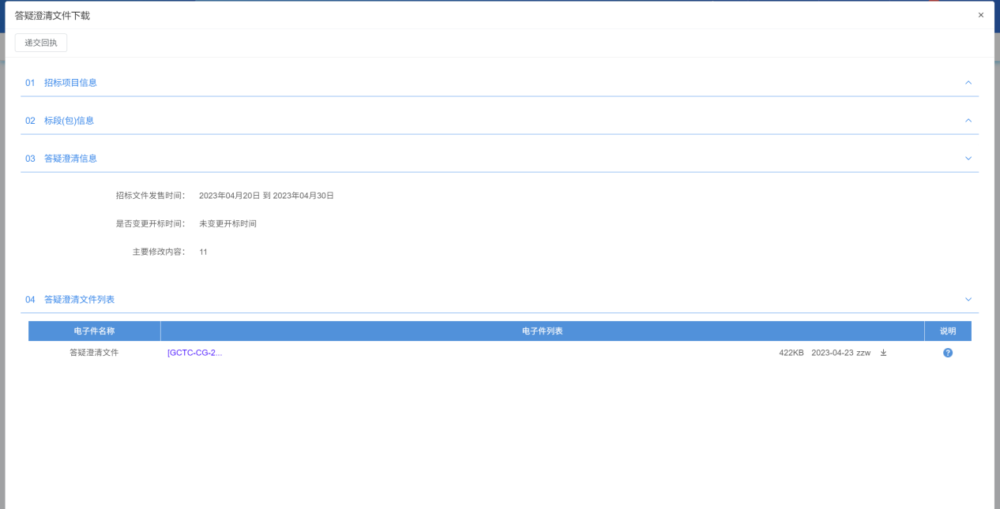 答疑澄清文件下载
×
递交回执
01 招标项目信息
02 标段(包)信息
03 答疑澄清信息
招标文件发售时间： 2023年04月20日 到 2023年04月30日
是否变更开标时间： 未变更开标时间
主要修改内容： 11
04 答疑澄清文件列表
电子件名称 电子件列表 说明
答疑澄清文件 [GCTC-CG-2... 422KB 2023-04-23 zzw ?